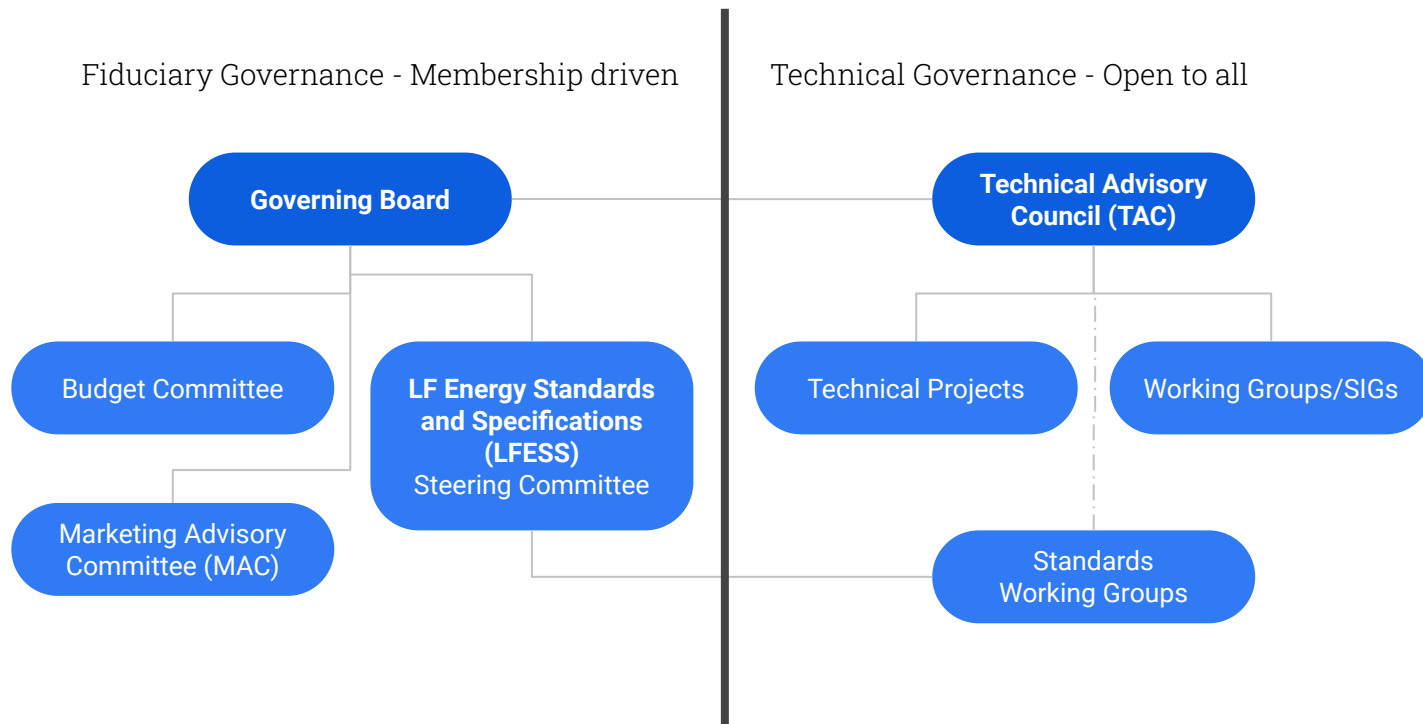 Fiduciary Governance - Membership driven
Technical Governance - Open to all
Governing Board
Technical Advisory
Council (TAC)
Budget Committee
LF Energy Standards
and Specifications
(LFESS)
Steering Committee
Technical Projects
Working Groups/SIGs
Marketing Advisory
Committee (MAC)
Standards
Working Groups